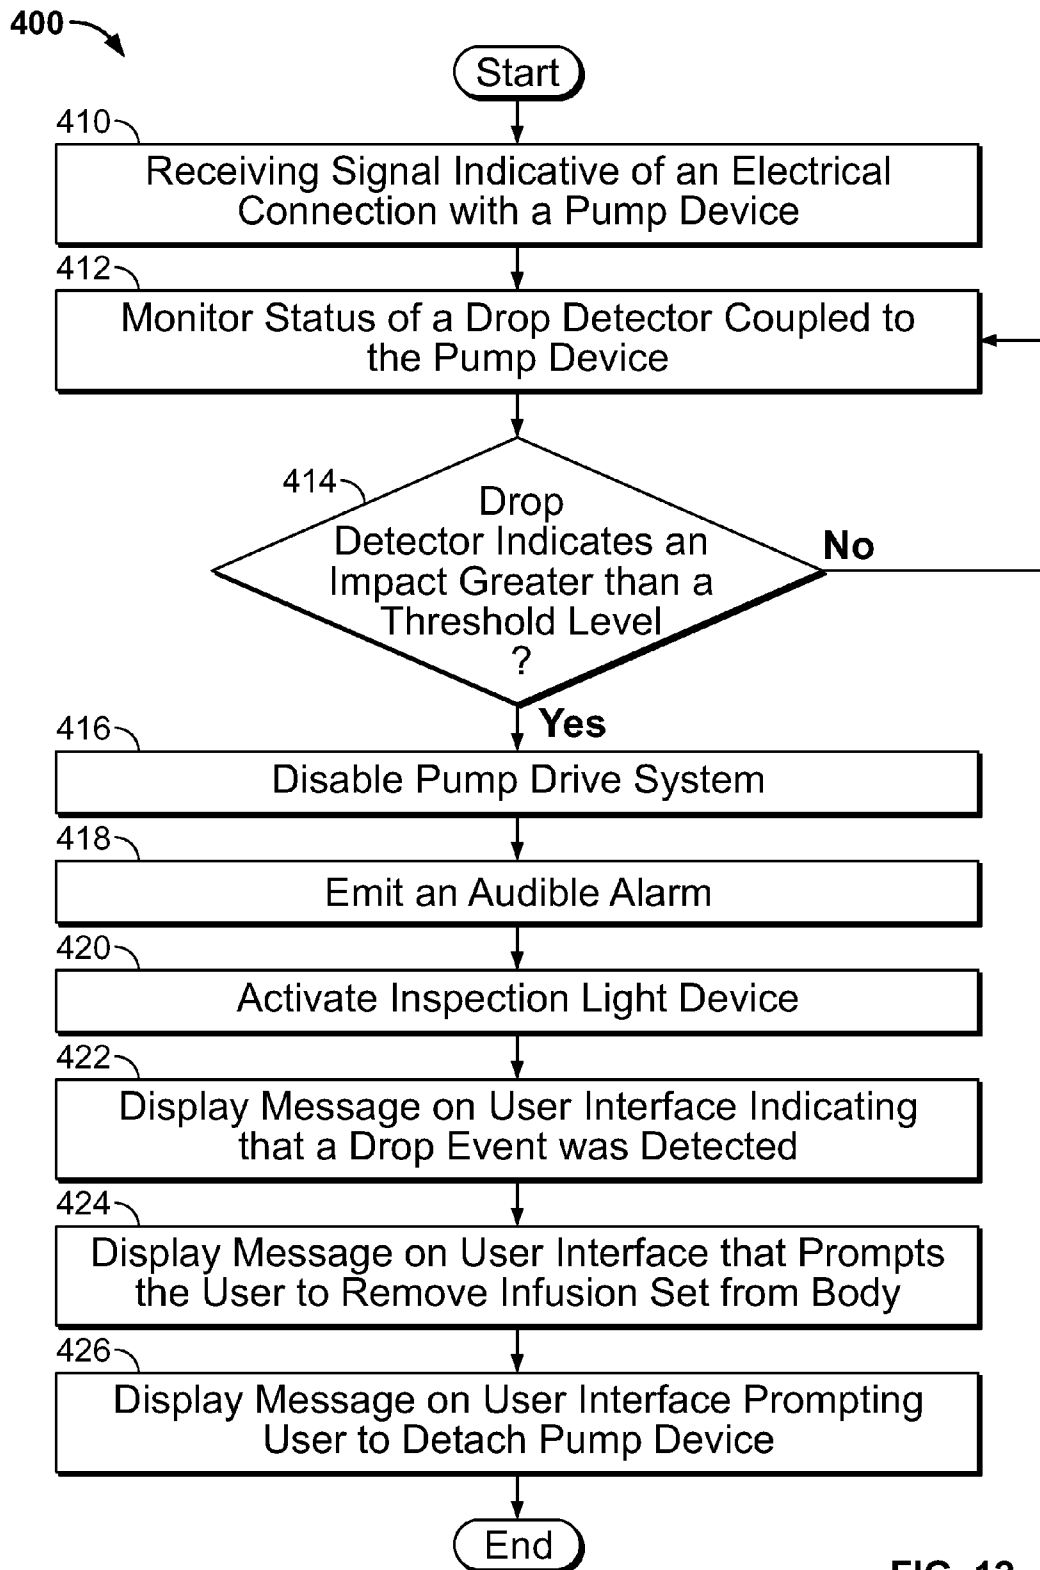 400
Start
410
Receiving Signal Indicative of an Electrical
Connection with a Pump Device
412
Monitor Status of a Drop Detector Coupled to
the Pump Device
414
Drop
Detector Indicates an
Impact Greater than a
Threshold Level
?
No
Yes
416
Disable Pump Drive System
418
Emit an Audible Alarm
420
Activate Inspection Light Device
422
Display Message on User Interface Indicating
that a Drop Event was Detected
424
Display Message on User Interface that Prompts
the User to Remove Infusion Set from Body
426
Display Message on User Interface Prompting
User to Detach Pump Device
End
FIG.